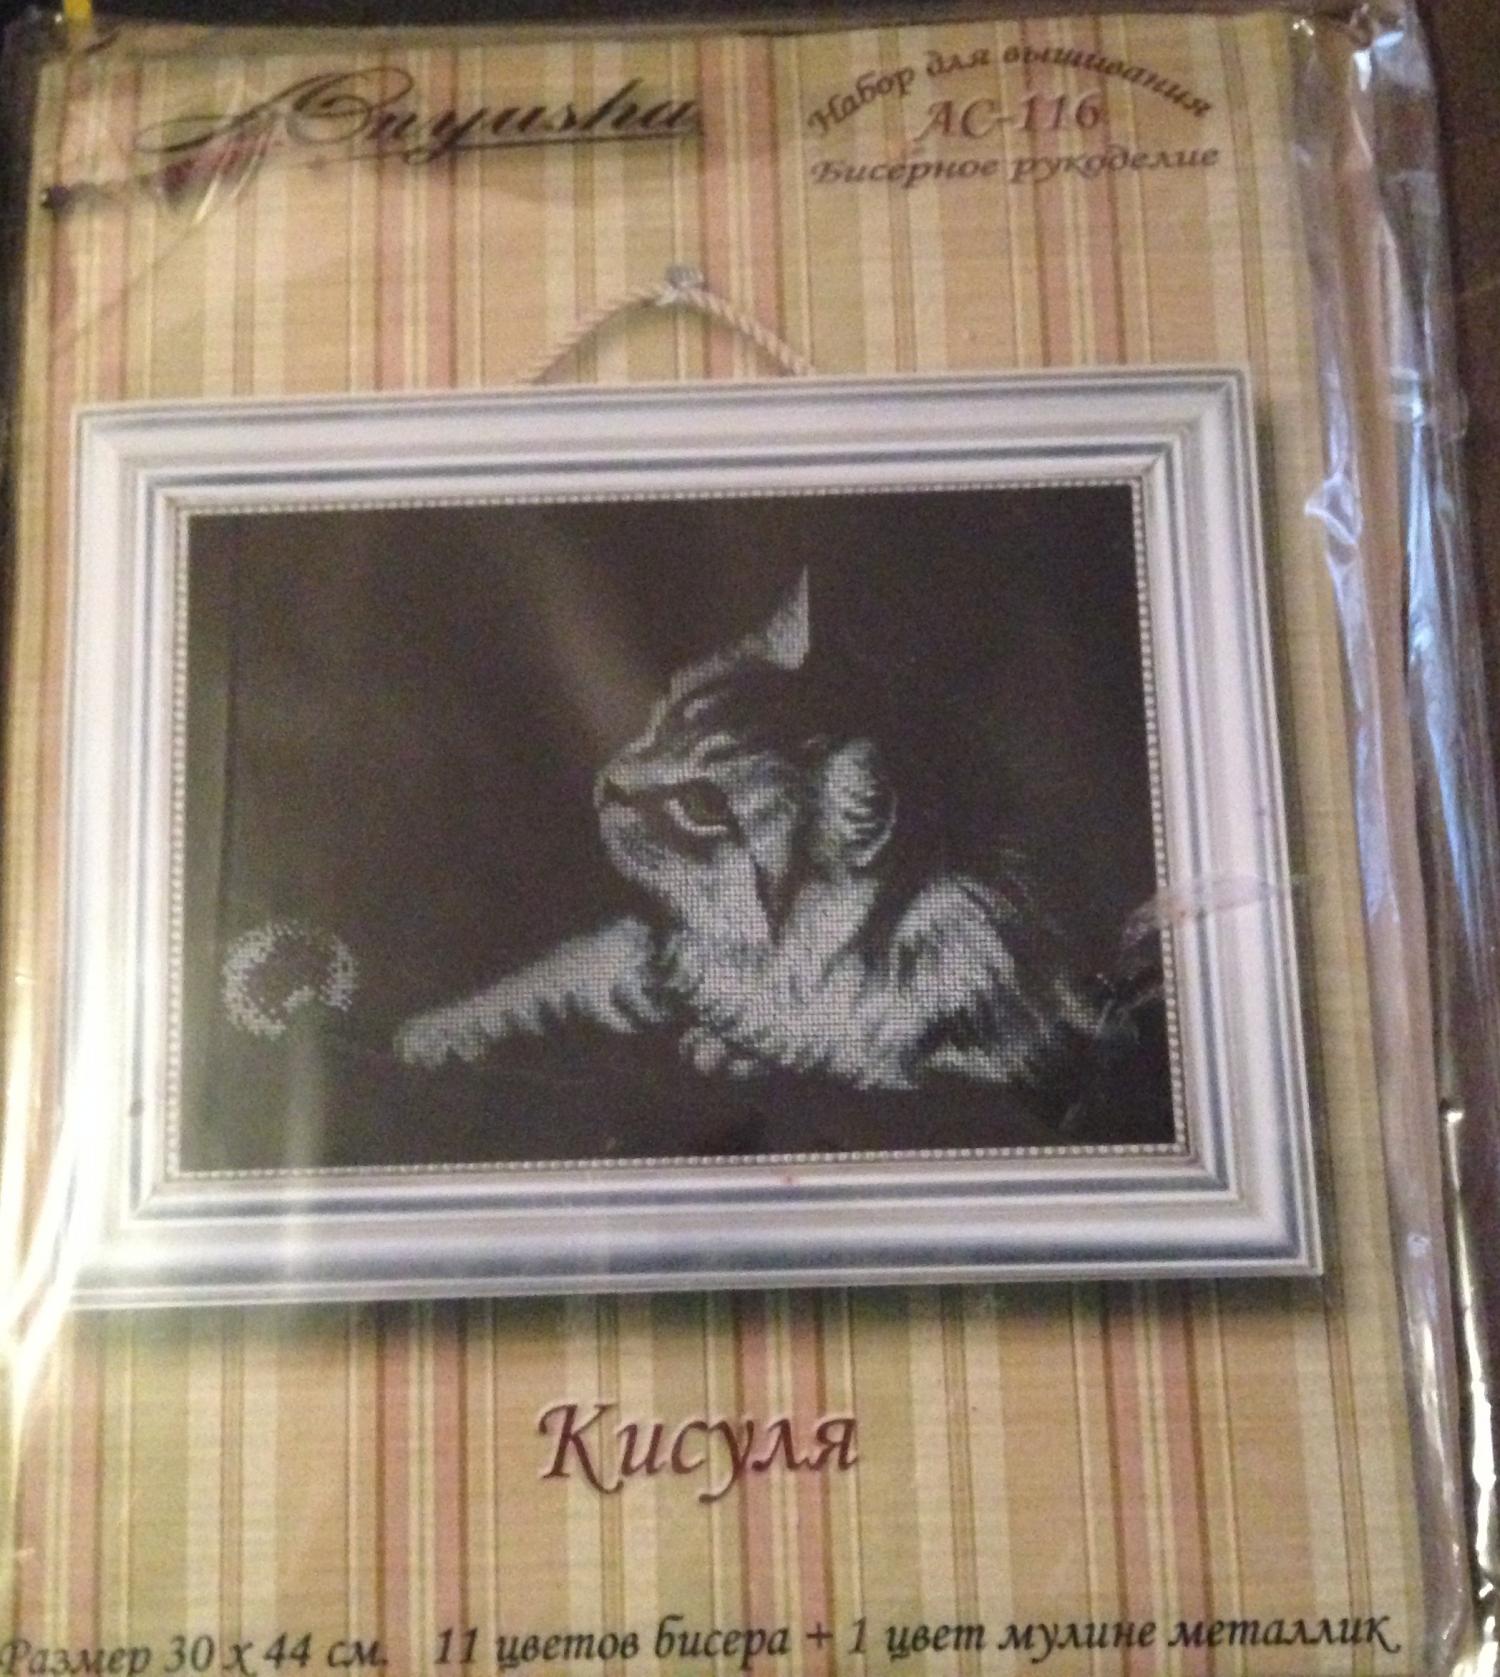 Anyusha
Набор для вышивания
АС-116
Бисерное рукоделие
Кисуля
Размер 30 х 44 см. 11 цветов бисера + 1 цвет мулине металлик